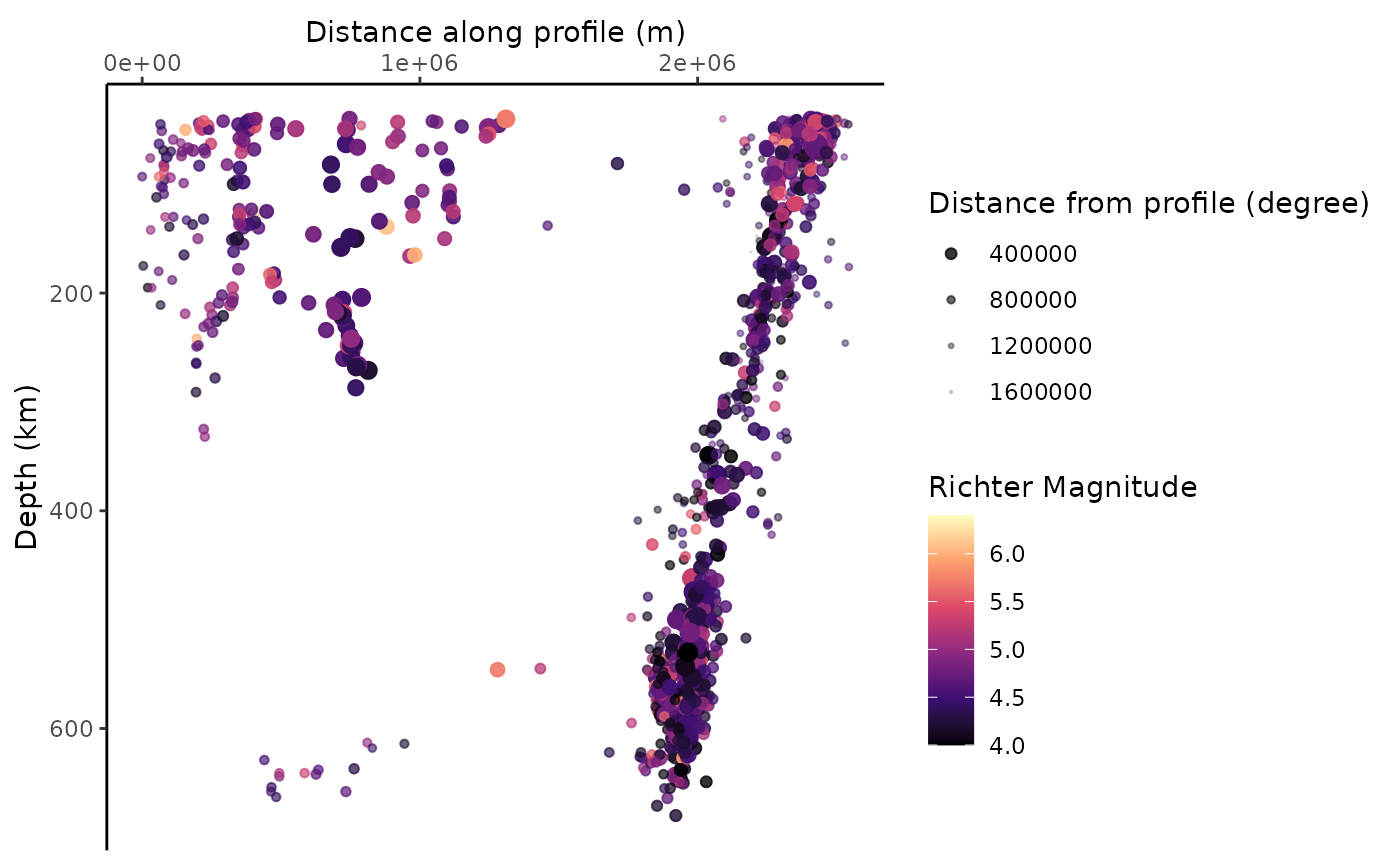 Distance along profile (m)
0e+00 1e+06 2e+06
Depth (km)
200
400
600
Distance from profile (degree)
400000
800000
1200000
1600000
Richter Magnitude
6.0
5.5
5.0
4.5
4.0